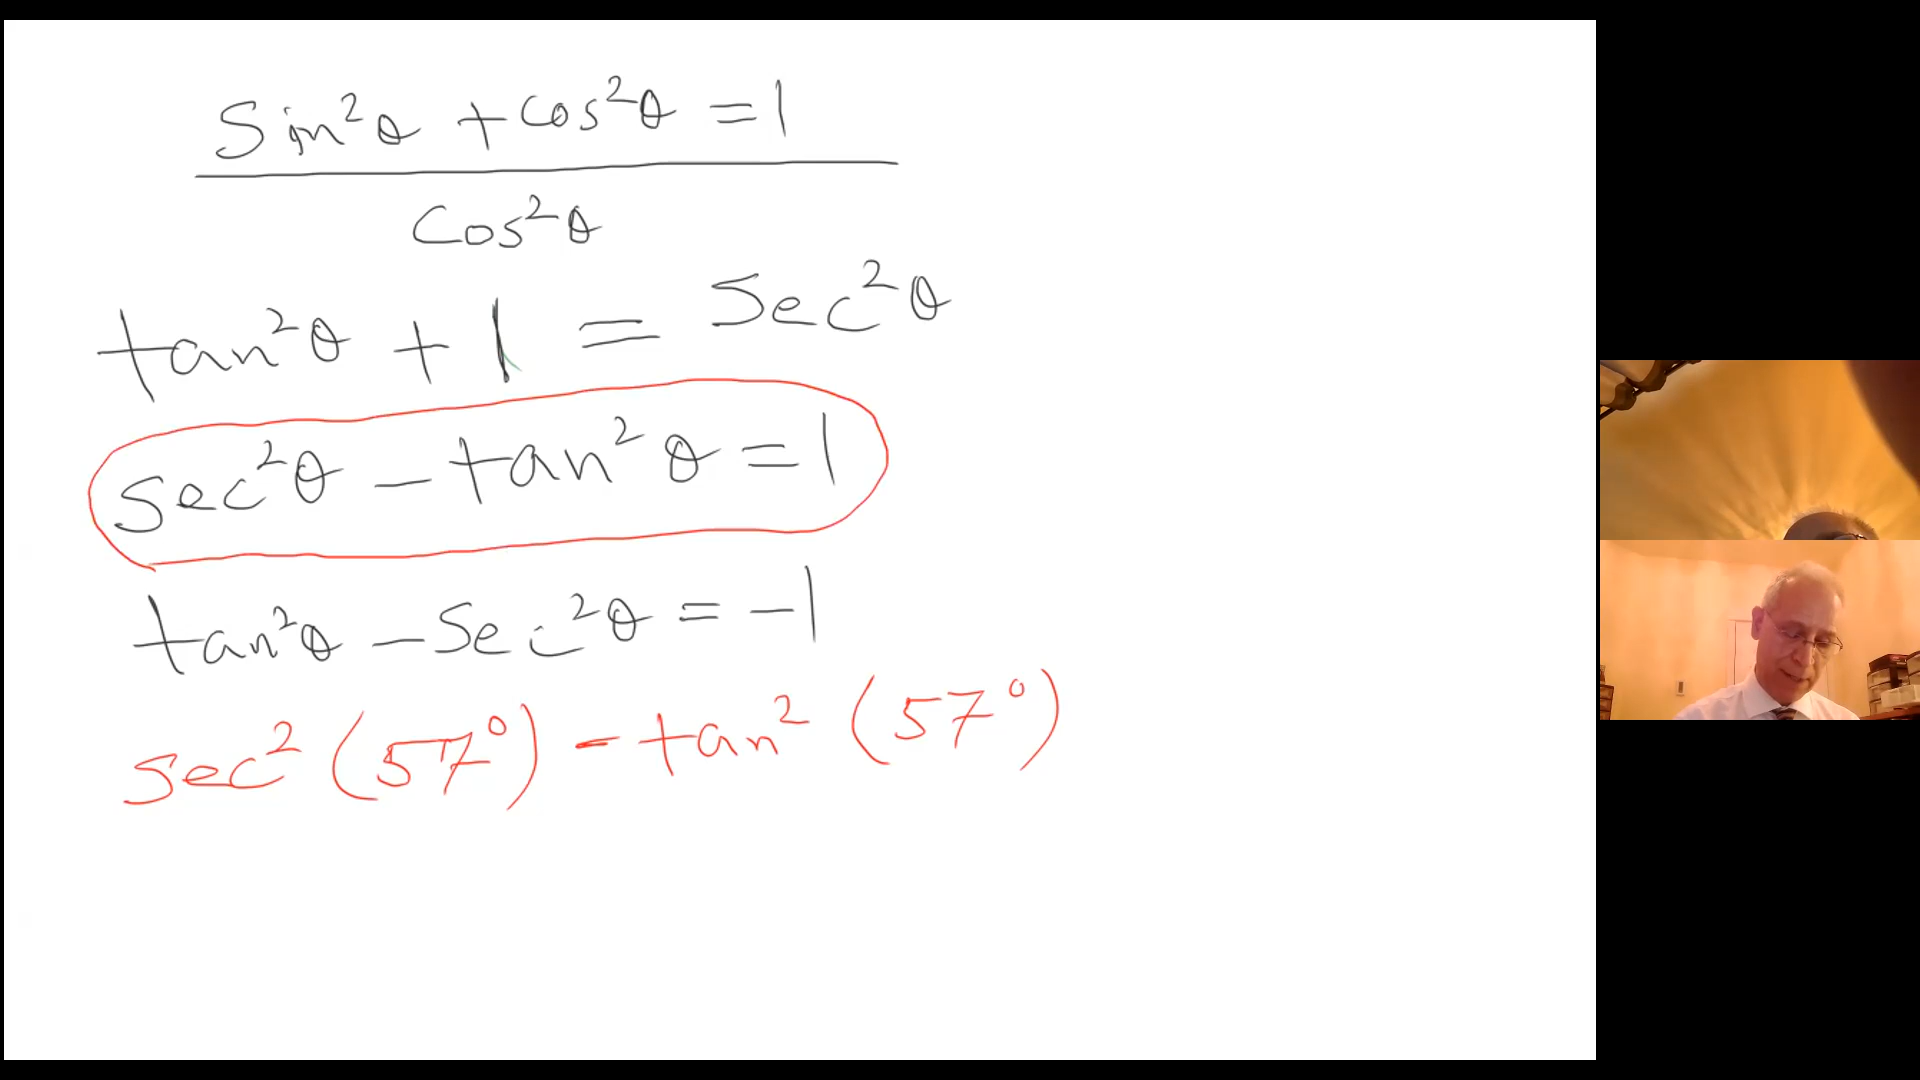 sin²θ + cos²θ = 1
cos²θ
tan²θ + 1 = sec²θ
sec²θ − tan²θ = 1
tan²θ − sec²θ = −1
sec² (57°) − tan² (57°)